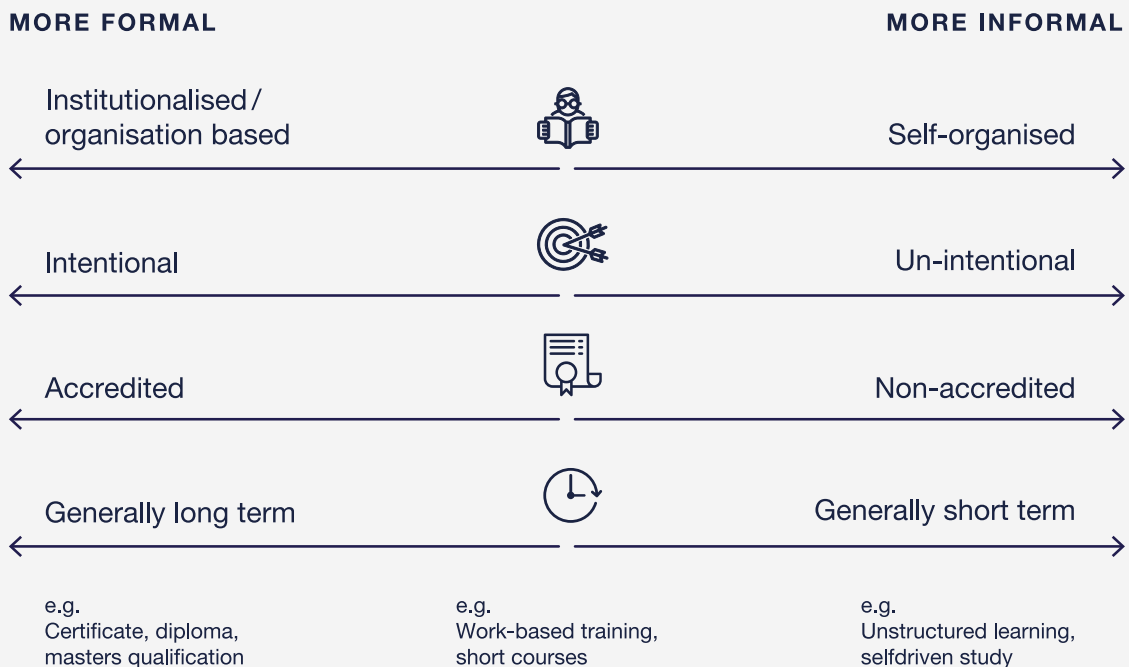 MORE FORMAL
MORE INFORMAL
Institutionalised/
organisation based
Self-organised
Intentional
Un-intentional
Accredited
Non-accredited
Generally long term
Generally short term
e.g.
Certificate, diploma,
masters qualification
e.g.
Work-based training,
short courses
e.g.
Unstructured learning,
selfdriven study